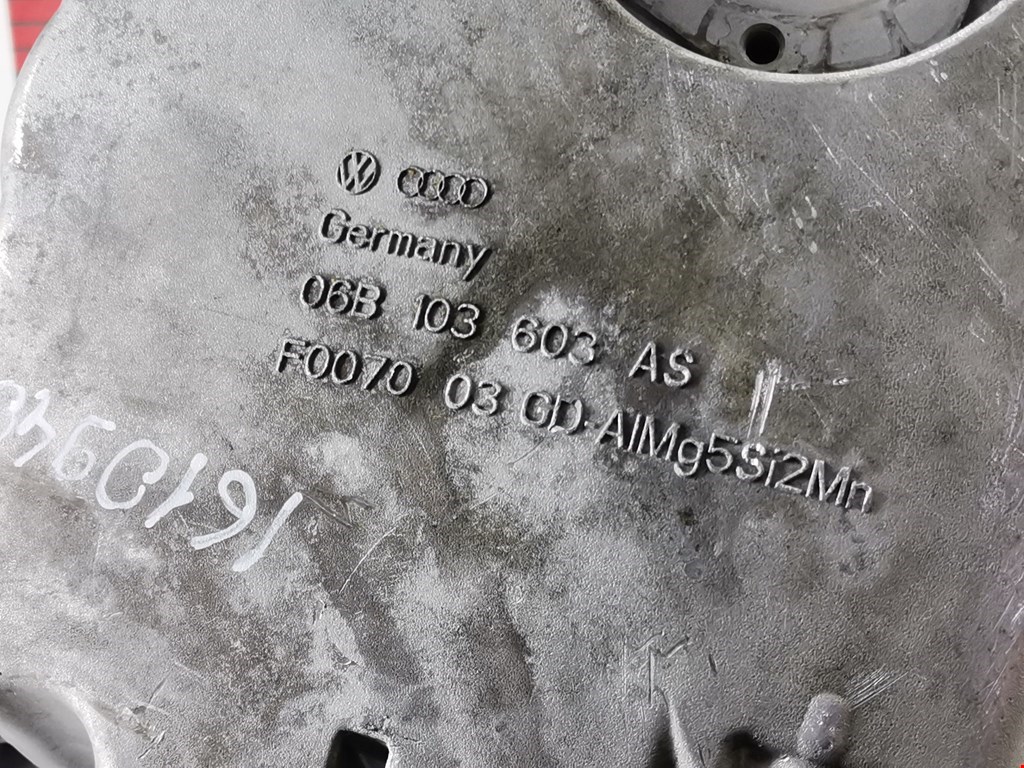 Germany
06B 103 603 AS
F0070 03 GD-AlMg5Si2Mn